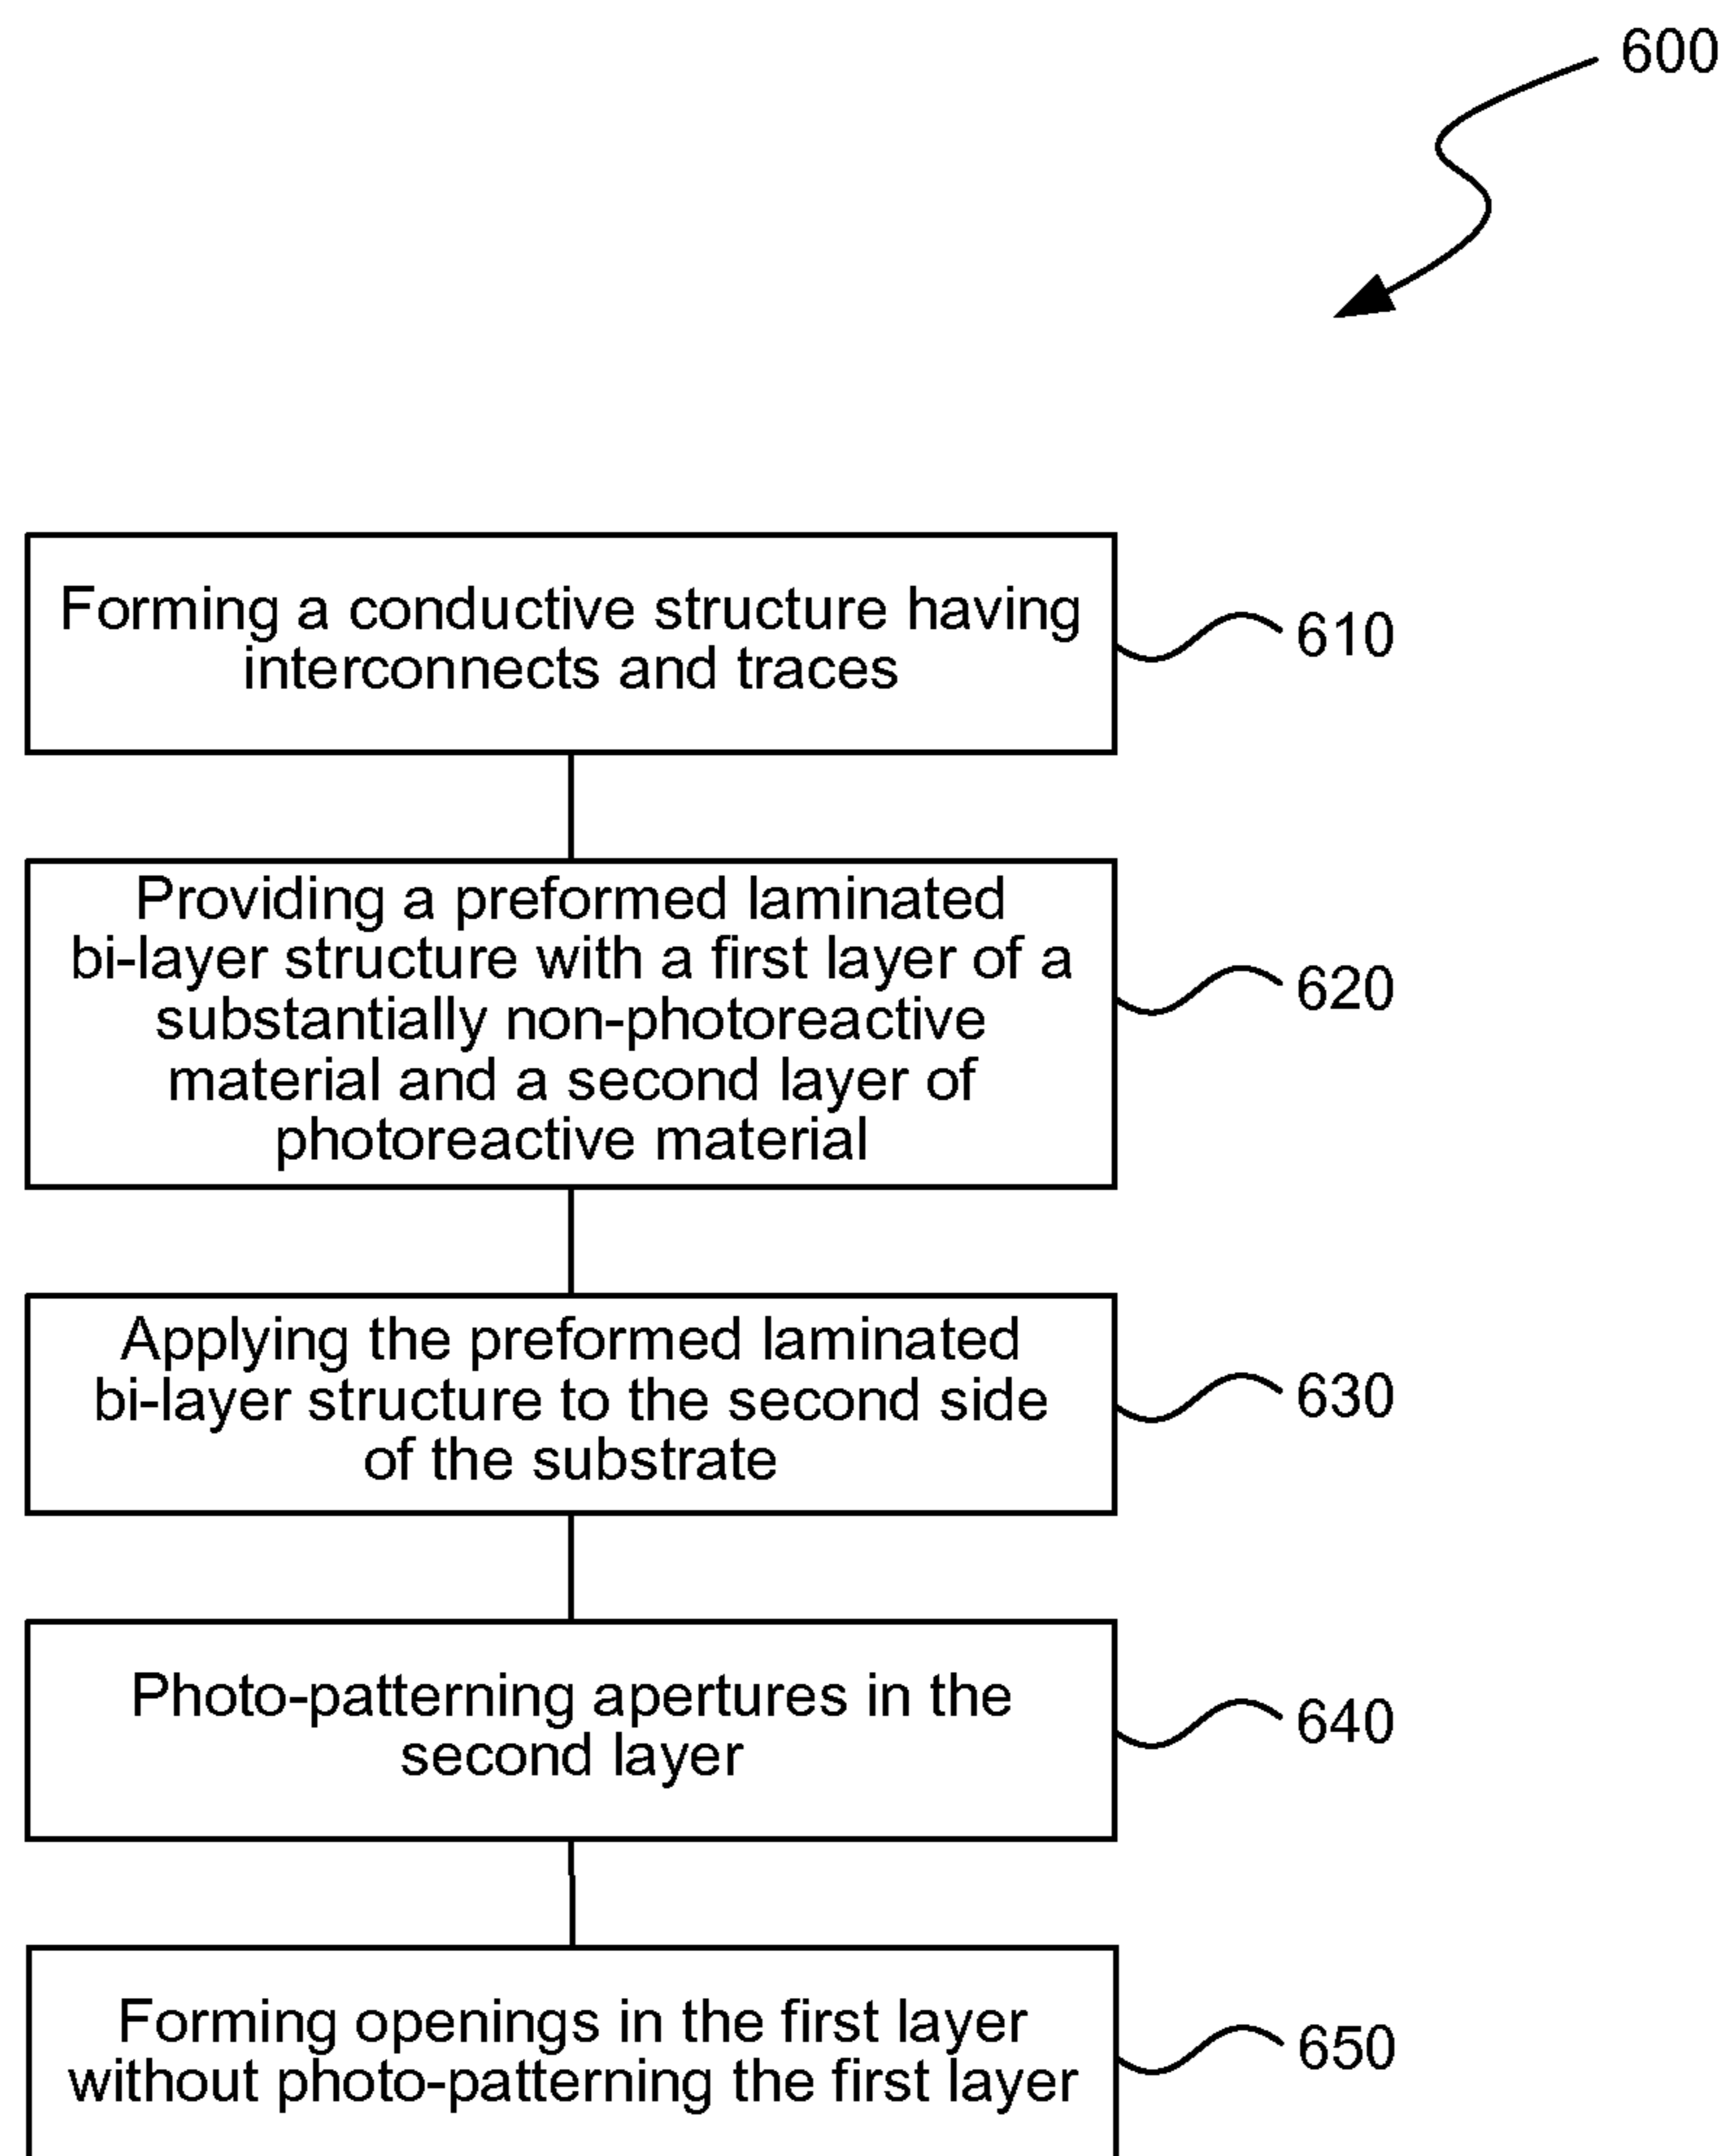 600
Forming a conductive structure having
interconnects and traces
610
Providing a preformed laminated
bi-layer structure with a first layer of a
substantially non-photoreactive
material and a second layer of
photoreactive material
620
Applying the preformed laminated
bi-layer structure to the second side
of the substrate
630
Photo-patterning apertures in the
second layer
640
Forming openings in the first layer
without photo-patterning the first layer
650